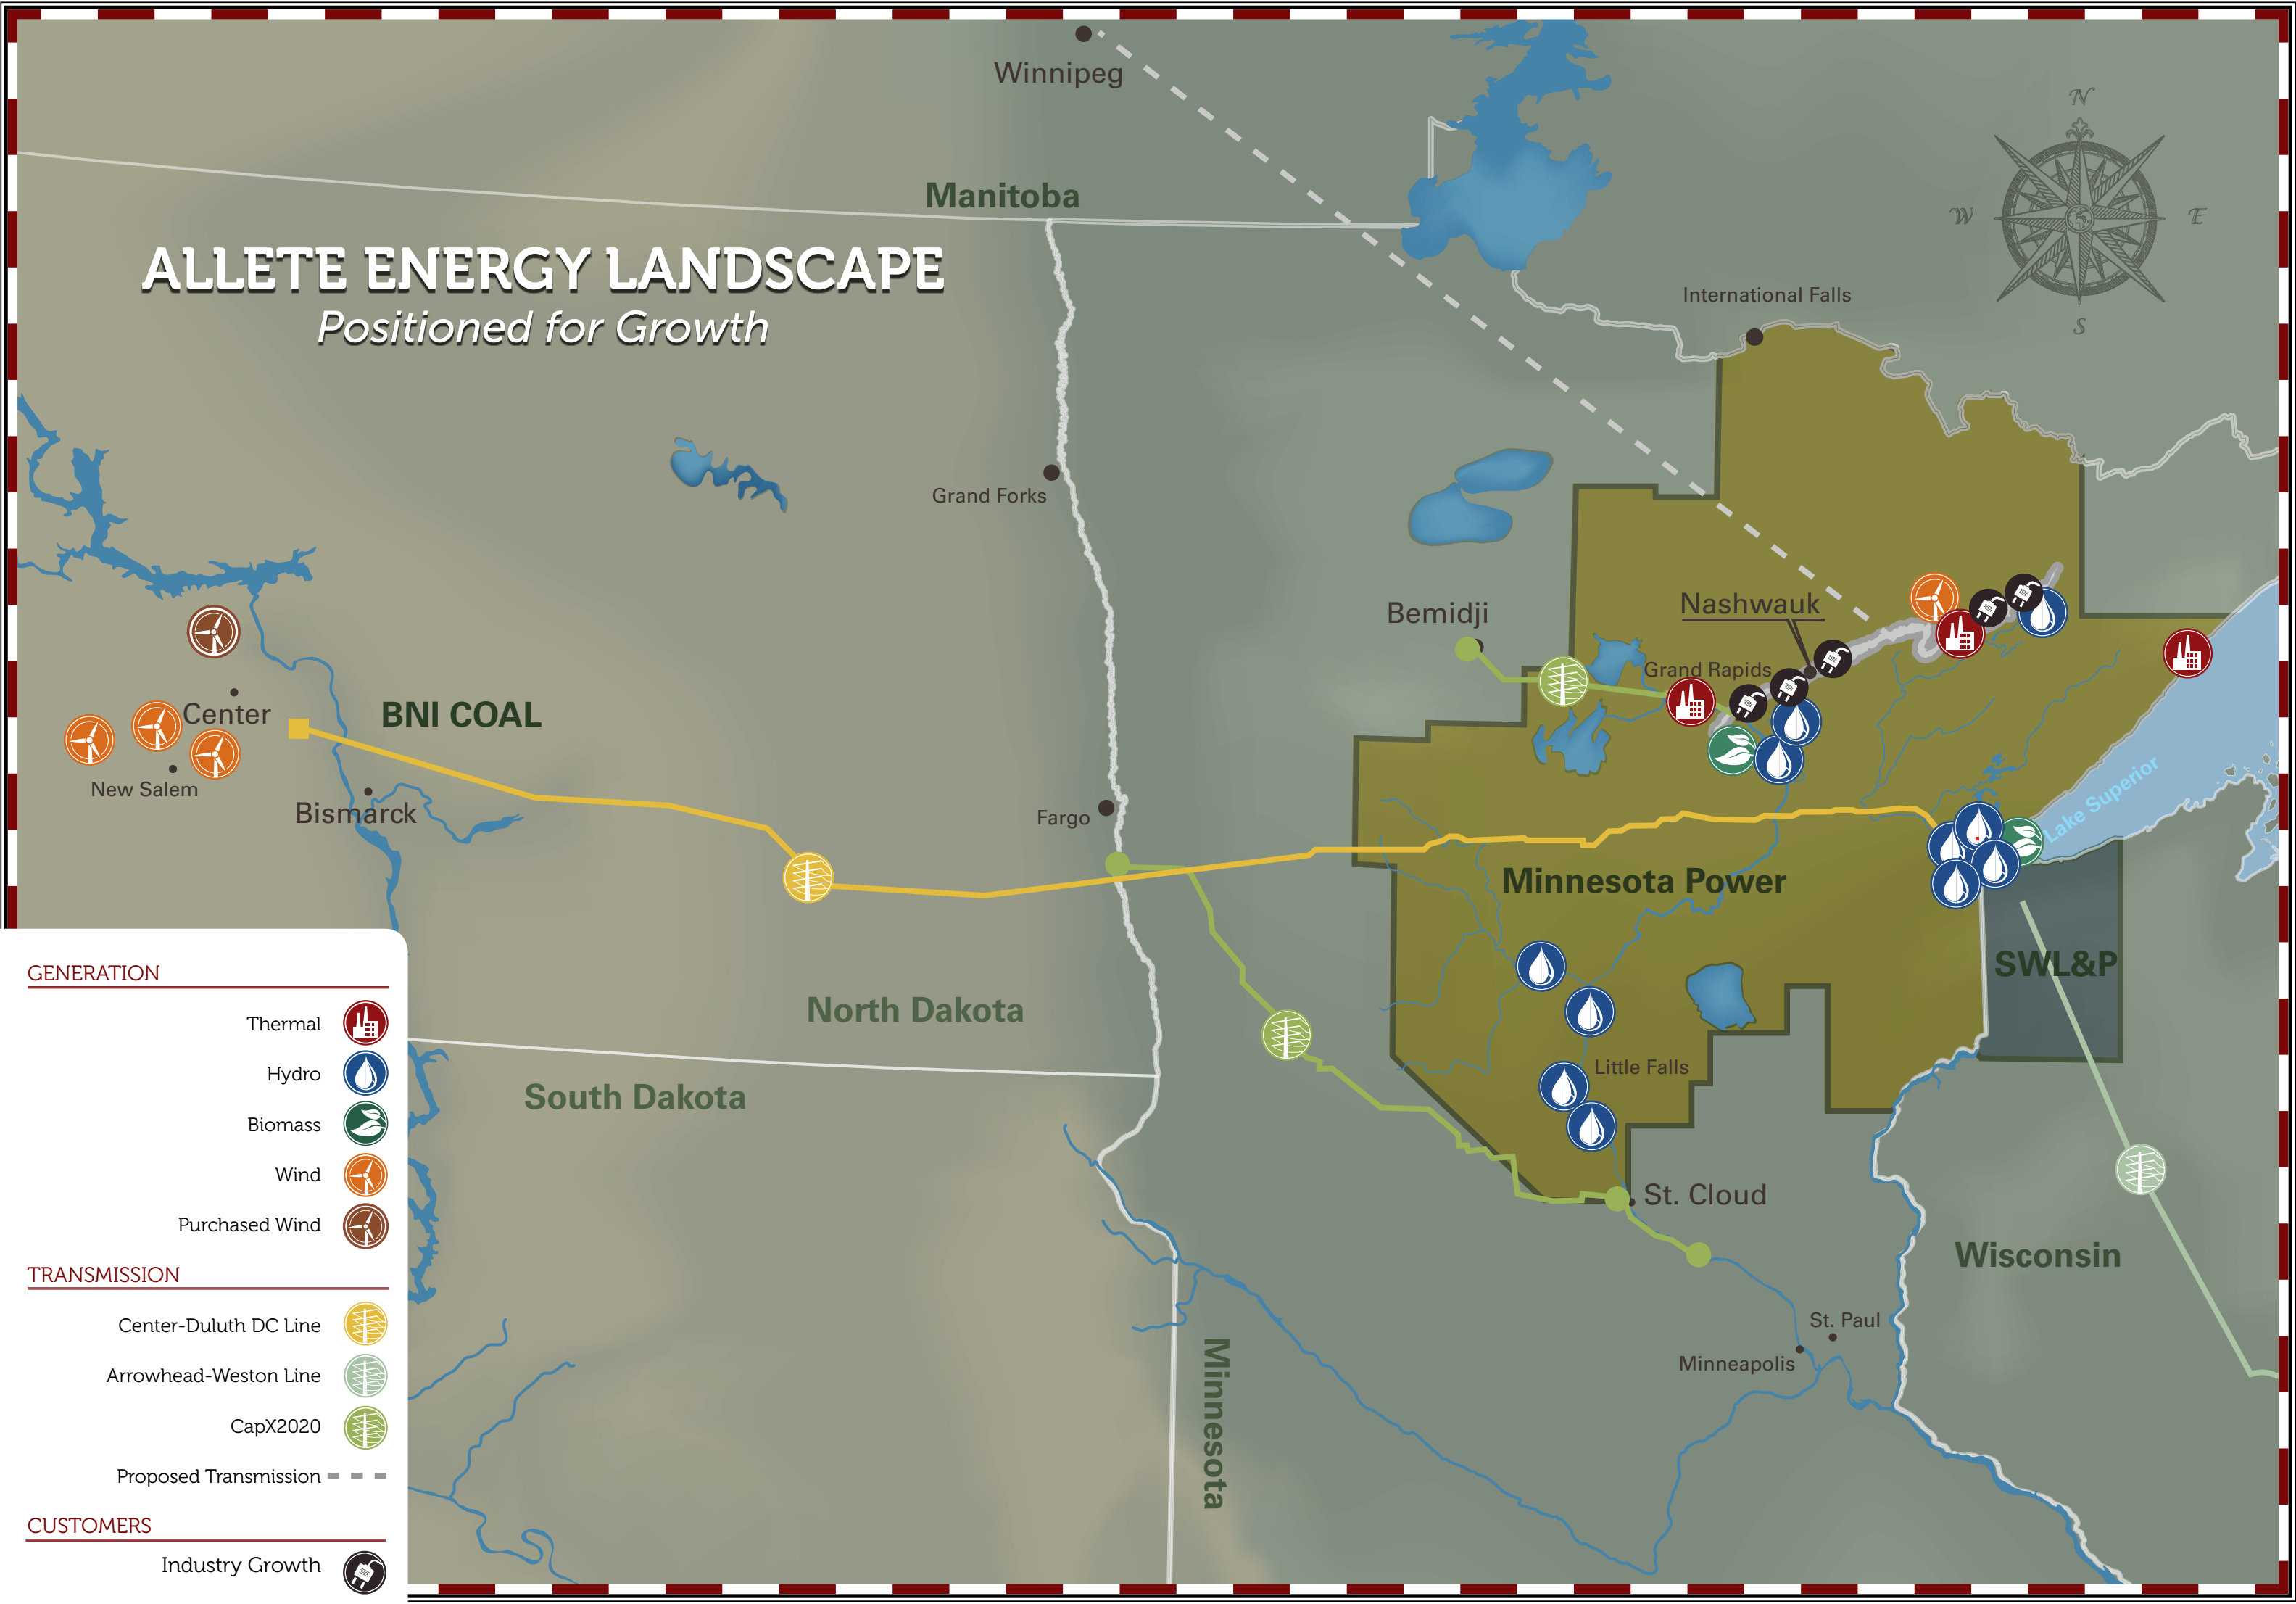 Winnipeg
N
W
E
S
Manitoba
ALLETE ENERGY LANDSCAPE
Positioned for Growth
International Falls
Grand Forks
Bemidji
Nashwauk
Grand Rapids
Center
BNI COAL
New Salem
Bismarck
Fargo
Lake Superior
Minnesota Power
SWL&P
North Dakota
South Dakota
Little Falls
St. Cloud
Wisconsin
St. Paul
Minneapolis
Minnesota
GENERATION
Thermal
Hydro
Biomass
Wind
Purchased Wind
TRANSMISSION
Center-Duluth DC Line
Arrowhead-Weston Line
CapX2020
Proposed Transmission
CUSTOMERS
Industry Growth